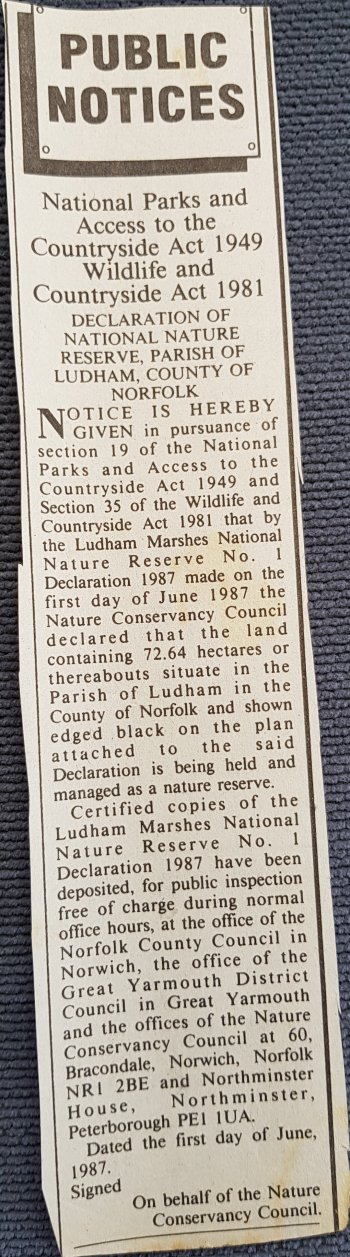 PUBLIC
NOTICES
National Parks and
Access to the
Countryside Act 1949
Wildlife and
Countryside Act 1981
DECLARATION OF
NATIONAL NATURE
RESERVE, PARISH OF
LUDHAM, COUNTY OF
NORFOLK
NOTICE IS HEREBY
GIVEN in pursuance of
section 19 of the National
Parks and Access to the
Countryside Act 1949 and
Section 35 of the Wildlife and
Countryside Act 1981 that by
the Ludham Marshes National
Nature Reserve No. 1
Declaration 1987 made on the
first day of June 1987 the
Nature Conservancy Council
declared that the land
containing 72.64 hectares or
thereabouts situate in the
Parish of Ludham in the
County of Norfolk and shown
edged black on the plan
attached to the said
Declaration is being held and
managed as a nature reserve.
Certified copies of the
Ludham Marshes National
Nature Reserve No. 1
Declaration 1987 have been
deposited, for public inspection
free of charge during normal
office hours, at the office of the
Norfolk County Council in
Norwich, the office of the
Great Yarmouth District
Council in Great Yarmouth
and the offices of the Nature
Conservancy Council at 60,
Bracondale, Norwich, Norfolk
NR1 2BE and Northminster
House, Northminster,
Peterborough PE1 1UA.
Dated the first day of June,
1987.
Signed
On behalf of the Nature
Conservancy Council.